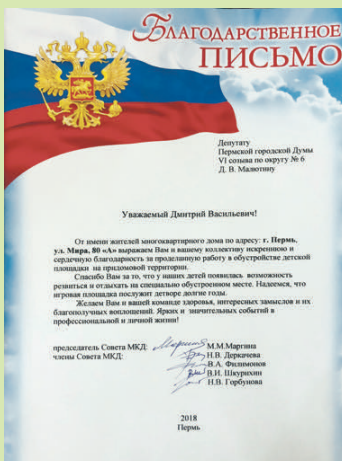 БЛАГОДАРСТВЕННОЕ
ПИСЬМО
Депутату
Пермской городской Думы
VI созыва по округу № 6
Д. В. Малютину
Уважаемый Дмитрий Васильевич!
От имени жителей многоквартирного дома по адресу: г. Пермь,
ул. Мира, 80 «А» выражаем Вам и вашему коллективу искреннюю и
сердечную благодарность за проделанную работу в обустройстве детской
площадки на придомовой территории.
Спасибо Вам за то, что у наших детей появилась возможность
резвиться и отдыхать на специально обустроенном месте. Надеемся, что
игровая площадка послужит детворе долгие годы.
Желаем Вам и вашей команде здоровья, интересных замыслов и их
благополучных воплощений. Ярких и значительных событий в
профессиональной и личной жизни!
председатель Совета МКД: М.М.Маргина
члены Совета МКД: Н.В. Деркачева
В.А. Филимонов
В.И. Шкурихин
Н.В. Горбунова
2018
Пермь